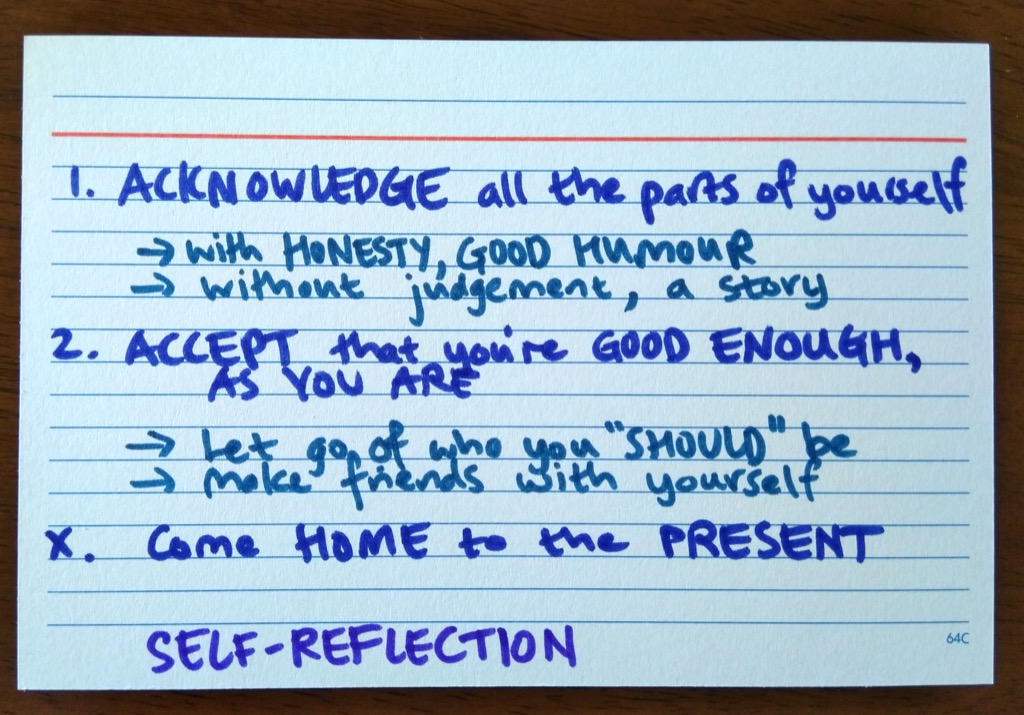 1. ACKNOWLEDGE all the parts of yourself
→ with HONESTY, GOOD HUMOUR
→ without judgement, a story
2. ACCEPT that you're GOOD ENOUGH,
AS YOU ARE
→ Let go of who you "SHOULD" be
→ make friends with yourself
X. Come HOME to the PRESENT
SELF-REFLECTION
64C